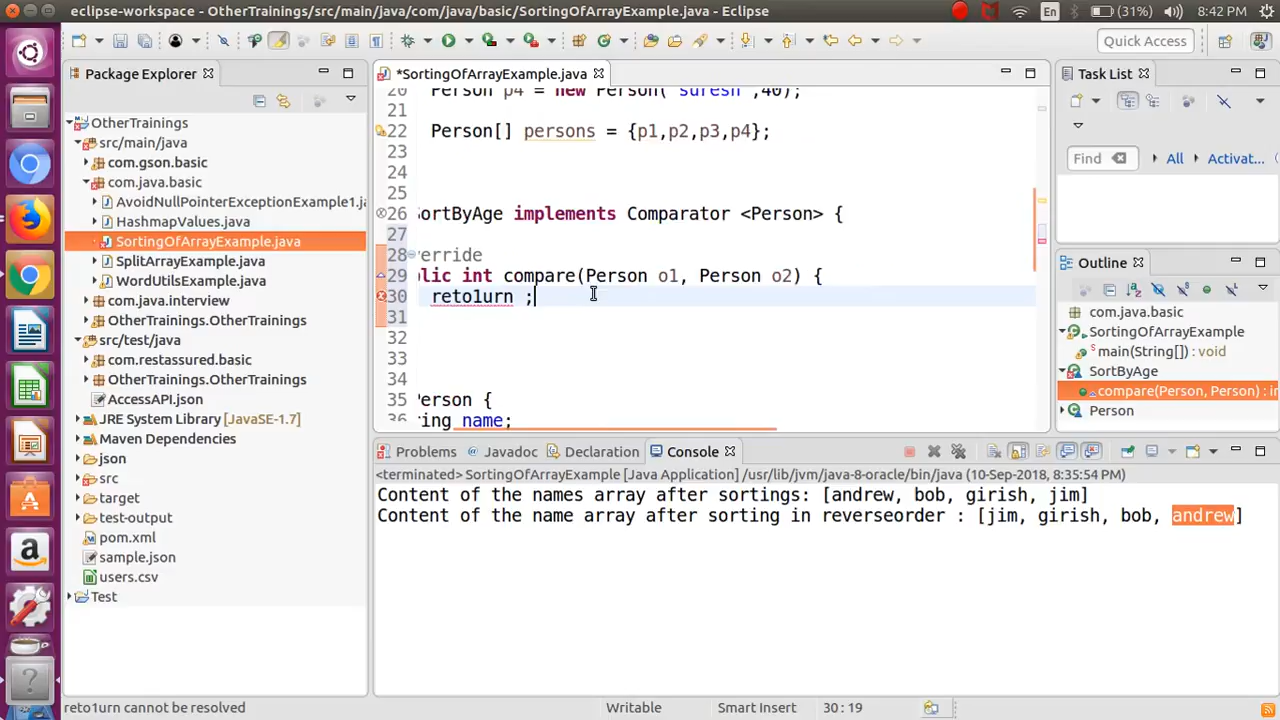 eclipse-workspace - OtherTrainings/src/main/java/com/java/basic/SortingOfArrayExample.java - Eclipse
En
(31%)
8:42 PM
Quick Access
Package Explorer
OtherTrainings
src/main/java
com.gson.basic
com.java.basic
AvoidNullPointerExceptionExample1.ja
HashmapValues.java
SortingOfArrayExample.java
SplitArrayExample.java
WordUtilsExample.java
com.java.interview
OtherTrainings.OtherTrainings
src/test/java
com.restassured.basic
OtherTrainings.OtherTrainings
AccessAPI.json
JRE System Library [JavaSE-1.7]
Maven Dependencies
json
src
target
test-output
pom.xml
sample.json
users.csv
Test
*SortingOfArrayExample.java
20 Person p4 = new Person("suresh",40);
21
22 Person[] persons = {p1,p2,p3,p4};
23
24
25
26 SortByAge implements Comparator <Person> {
27
28 erride
29 lic int compare(Person o1, Person o2) {
30 reto1urn ;
31
32
33
34
35 Person {
36 ring name;
Task List
Find
All
Activat...
Outline
com.java.basic
SortingOfArrayExample
main(String[]) : void
SortByAge
compare(Person, Person) : in
Person
Problems
Javadoc
Declaration
Console
<terminated> SortingOfArrayExample [Java Application] /usr/lib/jvm/java-8-oracle/bin/java (10-Sep-2018, 8:35:54 PM)
Content of the names array after sortings: [andrew, bob, girish, jim]
Content of the name array after sorting in reverseorder : [jim, girish, bob, andrew]
reto1urn cannot be resolved
Writable
Smart Insert
30 : 19